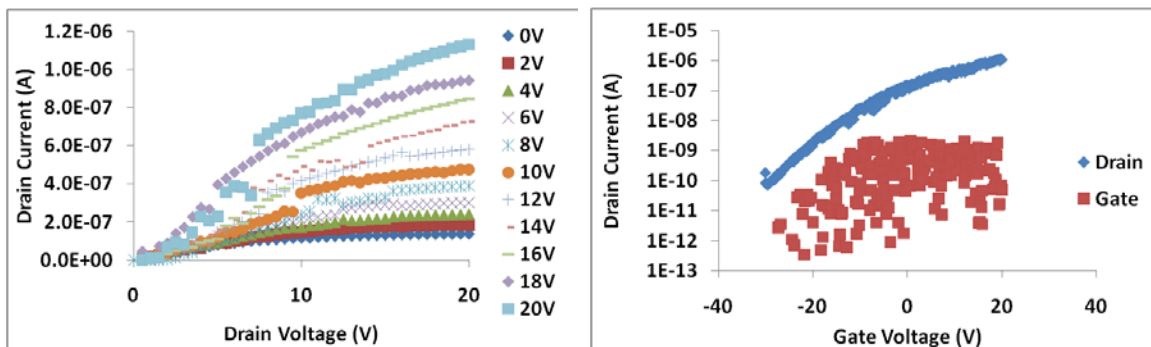 Drain Current (A)
1.2E-06
1.0E-06
8.0E-07
6.0E-07
4.0E-07
2.0E-07
0.0E+00
0 10 20
Drain Voltage (V)
0V
2V
4V
6V
8V
10V
12V
14V
16V
18V
20V
Drain Current (A)
1E-05
1E-06
1E-07
1E-08
1E-09
1E-10
1E-11
1E-12
1E-13
-40 -20 0 20 40
Gate Voltage (V)
Drain
Gate